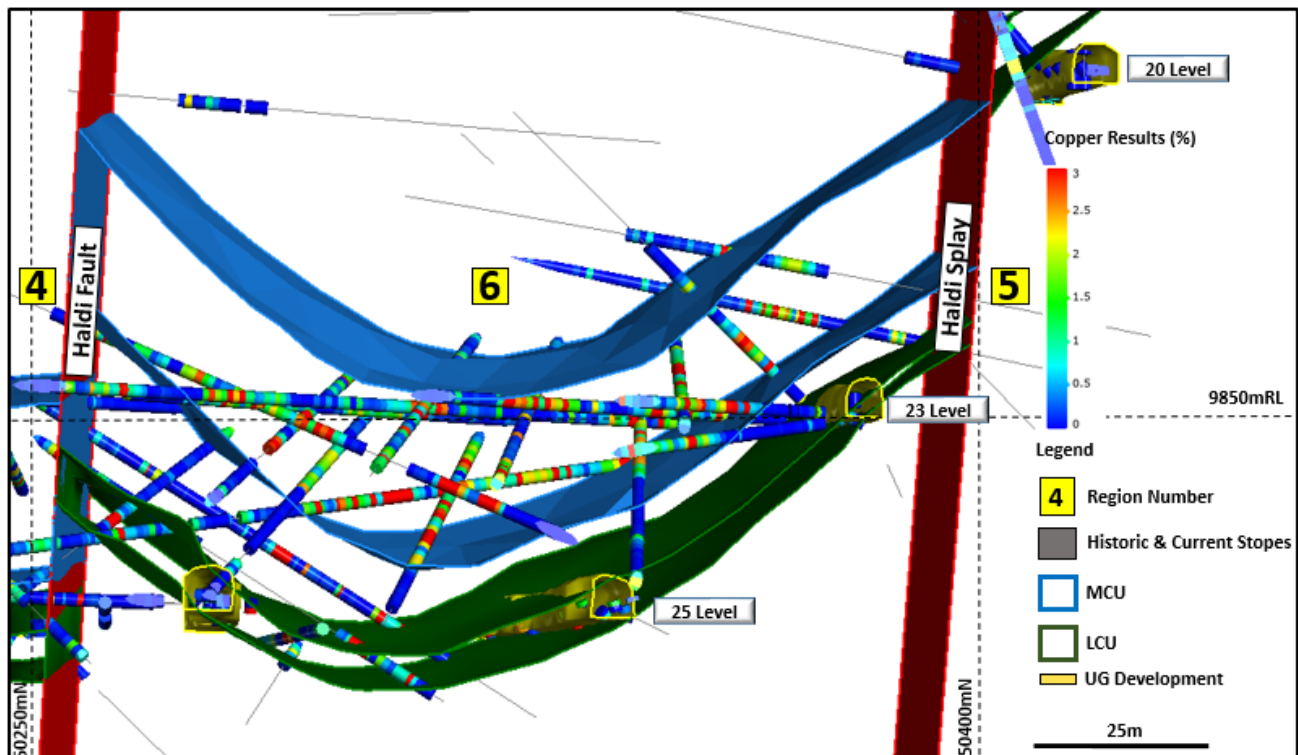 20 Level
Copper Results (%)
3
2.5
2
1.5
1
0.5
0
Haldi Fault
Haldi Splay
4
6
5
9850mRL
23 Level
Legend
4 Region Number
Historic & Current Stopes
MCU
25 Level
LCU
UG Development
25m
50400mN